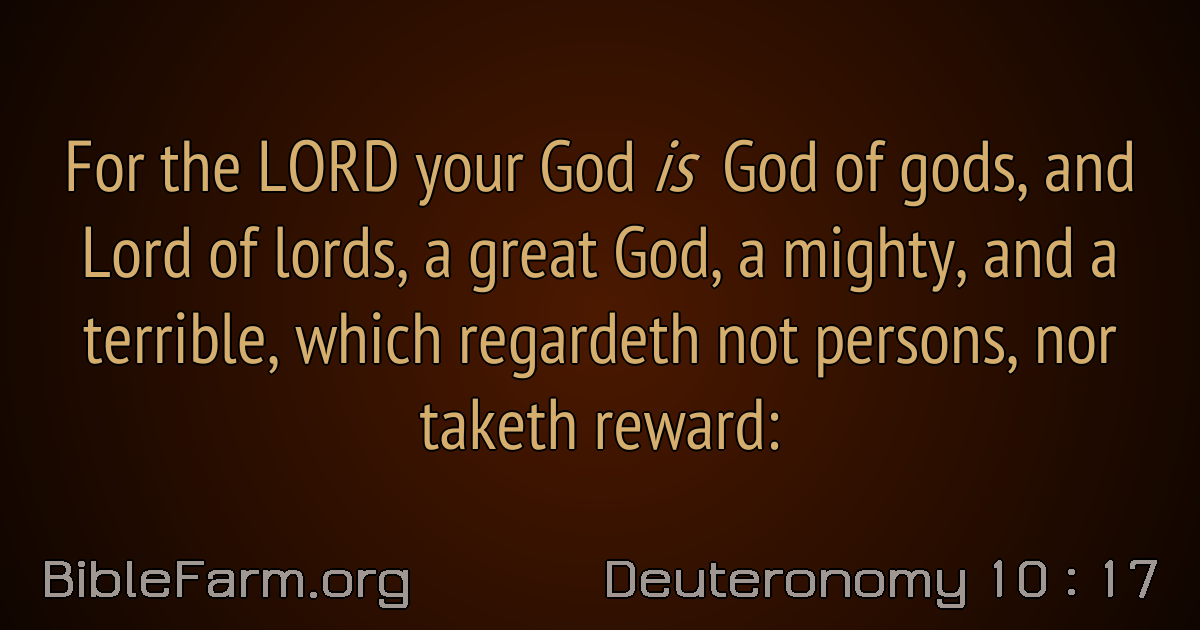 For the LORD your God is God of gods, and
Lord of lords, a great God, a mighty, and a
terrible, which regardeth not persons, nor
taketh reward:
BibleFarm.org
Deuteronomy 10 : 17